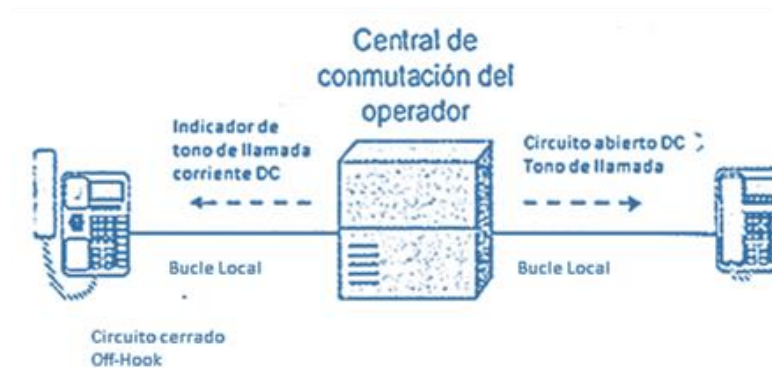 Central de
conmutación del
operador
Indicador de
tono de llamada
corriente DC
Circuito abierto DC
Tono de llamada
Bucle Local
Bucle Local
Circuito cerrado
Off-Hook